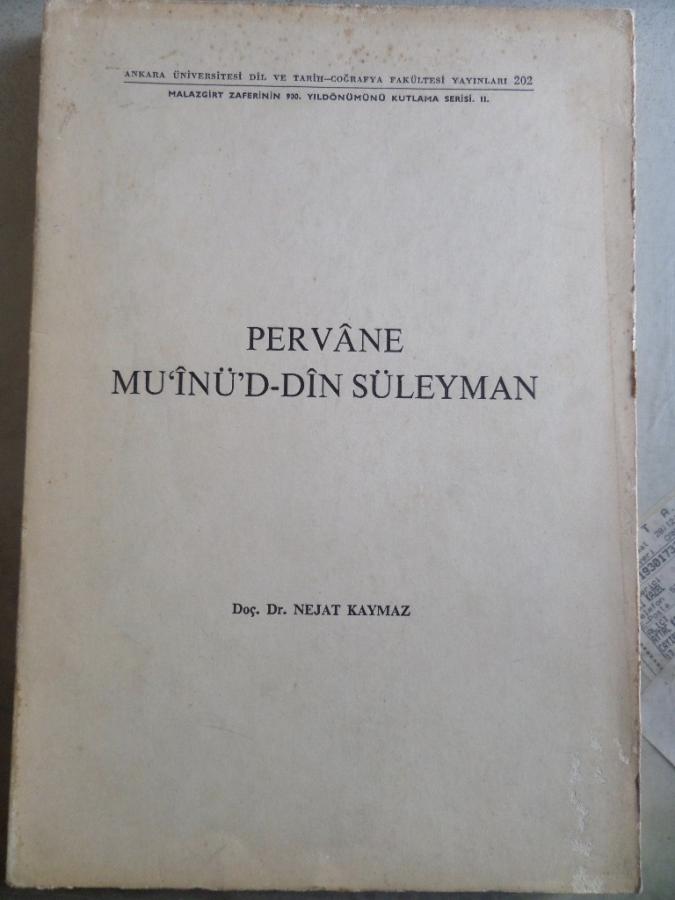 ANKARA ÜNİVERSİTESİ DİL VE TARİH–COĞRAFYA FAKÜLTESİ YAYINLARI 202
MALAZGİRT ZAFERİNİN 900. YILDÖNÜMÜNÜ KUTLAMA SERİSİ. II.
PERVÂNE
MU‘ÎNÜ’D-DÎN SÜLEYMAN
Doç. Dr. NEJAT KAYMAZ